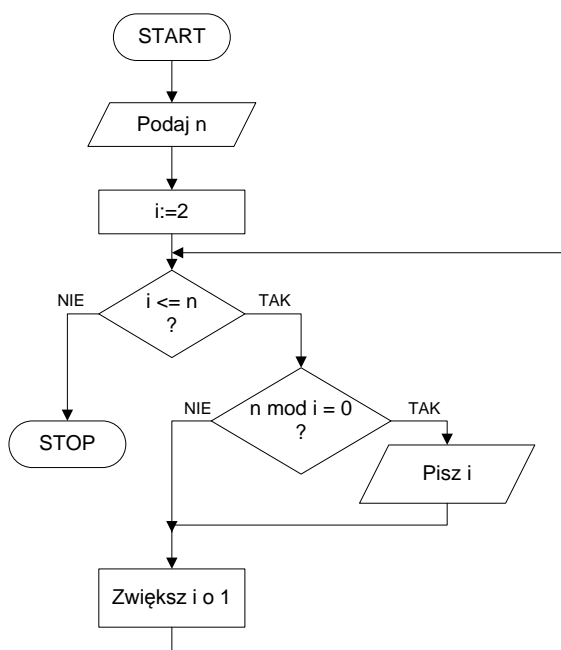 START
Podaj n
i:=2
i <= n
?
NIE
TAK
STOP
n mod i = 0
?
NIE
TAK
Pisz i
Zwiększ i o 1